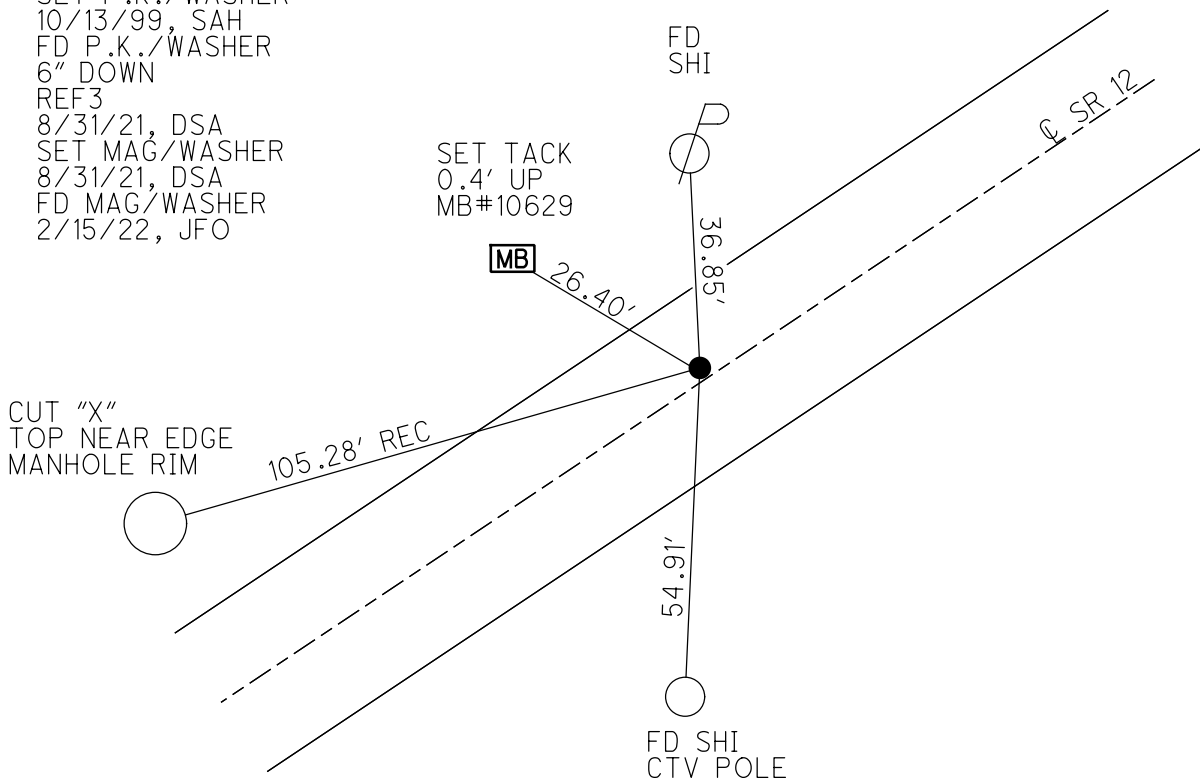 SET P.K./WASHER
10/13/99, SAH
FD P.K./WASHER
6" DOWN
REF3
8/31/21, DSA
SET MAG/WASHER
8/31/21, DSA
FD MAG/WASHER
2/15/22, JFO
FD
SHI
℄ SR 12
SET TACK
0.4' UP
MB#10629
MB
26.40'
36.85'
CUT "X"
TOP NEAR EDGE
MANHOLE RIM
105.28' REC
54.91'
FD SHI
CTV POLE